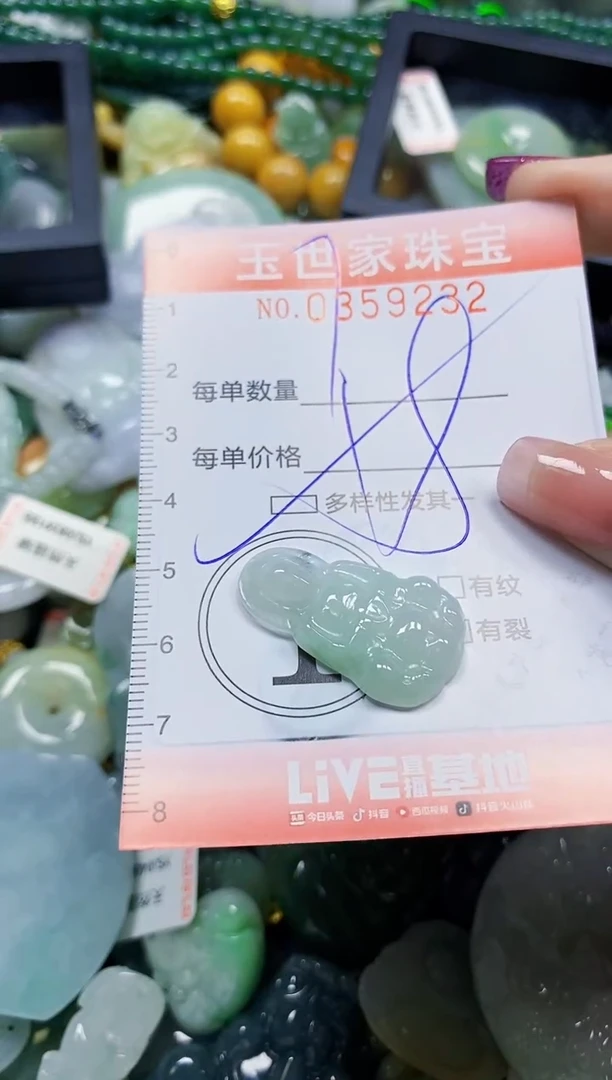 玉世家珠宝
NO.0359232
每单数量
每单价格
多样性发其一
有纹
有裂
LiVE直播基地
今日头条 抖音 西瓜视频 抖音火山版
0
1
2
3
4
5
6
7
8